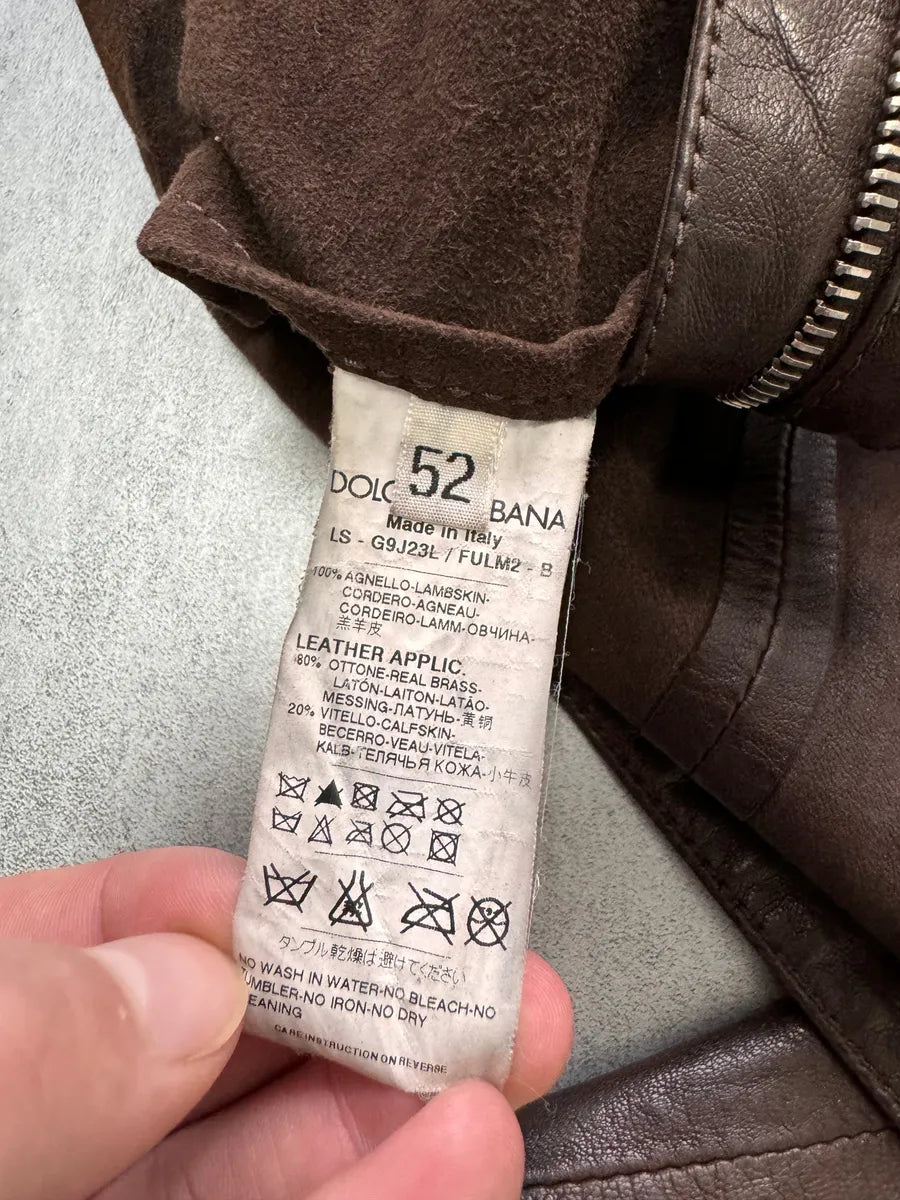 52
DOLC BANA
Made in Italy
LS - G9J23L / FULM2 - B
100% AGNELLO-LAMBSKIN-
CORDERO-AGNEAU-
CORDEIRO-LAMM-ОВЧИНА-
羔羊皮
LEATHER APPLIC.
80% OTTONE-REAL BRASS-
LATÓN-LAITON-LATÃO-
MESSING-ЛАТУНЬ-黄铜
20% VITELLO-CALFSKIN-
BECERRO-VEAU-VITELA-
KALB-ТЕЛЯЧЬЯ КОЖА-小牛皮
タンブル乾燥は避けてください
NO WASH IN WATER-NO BLEACH-NO
UMBLER-NO IRON-NO DRY
EANING
CARE INSTRUCTION ON REVERSE